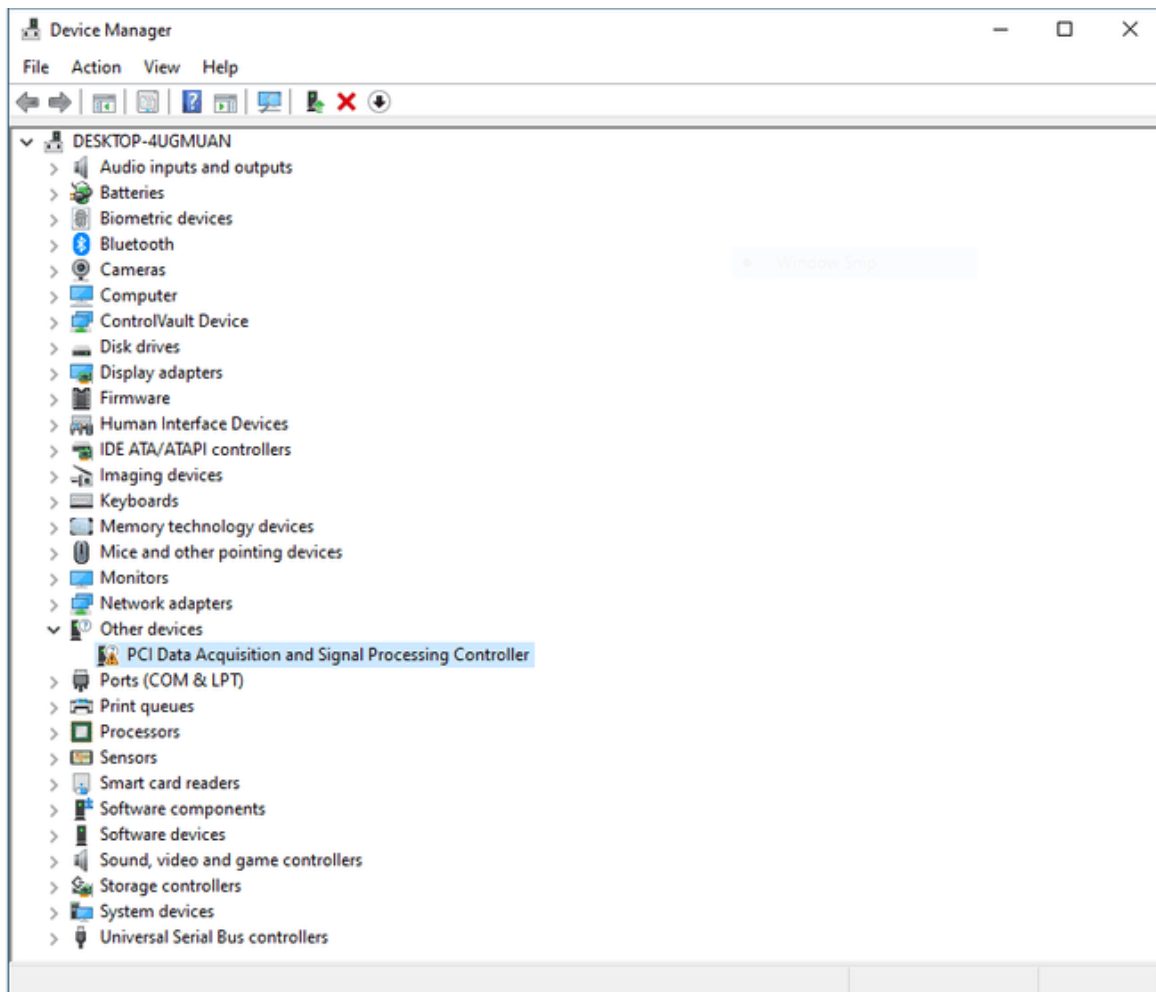 Device Manager
File Action View Help
DESKTOP-4UGMUAN
Audio inputs and outputs
Batteries
Biometric devices
Bluetooth
Cameras
Computer
ControlVault Device
Disk drives
Display adapters
Firmware
Human Interface Devices
IDE ATA/ATAPI controllers
Imaging devices
Keyboards
Memory technology devices
Mice and other pointing devices
Monitors
Network adapters
Other devices
PCI Data Acquisition and Signal Processing Controller
Ports (COM & LPT)
Print queues
Processors
Sensors
Smart card readers
Software components
Software devices
Sound, video and game controllers
Storage controllers
System devices
Universal Serial Bus controllers
Window Snip